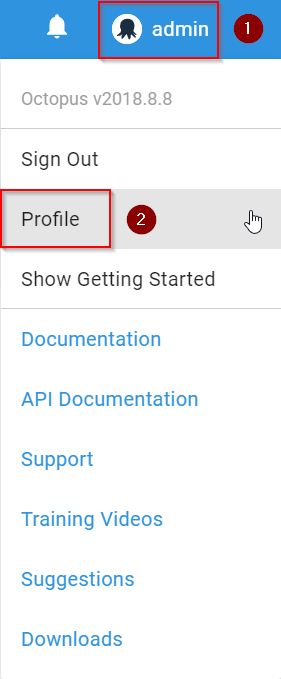 admin 1
Octopus v2018.8.8
Sign Out
Profile 2
Show Getting Started
Documentation
API Documentation
Support
Training Videos
Suggestions
Downloads